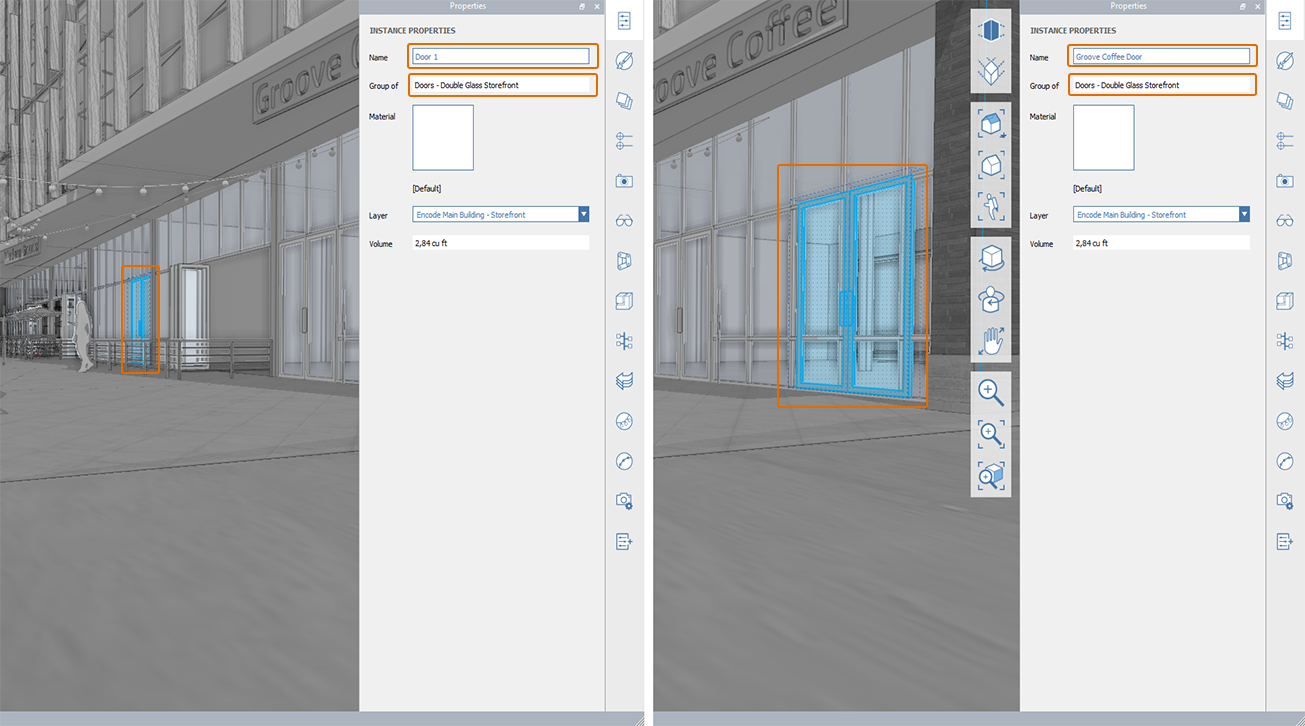 Properties
INSTANCE PROPERTIES
Name Door 1
Group of Doors - Double Glass Storefront
Material
[Default]
Layer Encode Main Building - Storefront
Volume 2,84 cu ft
Groove C
Properties
INSTANCE PROPERTIES
Name Groove Coffee Door
Group of Doors - Double Glass Storefront
Material
[Default]
Layer Encode Main Building - Storefront
Volume 2,84 cu ft
oove Coffee